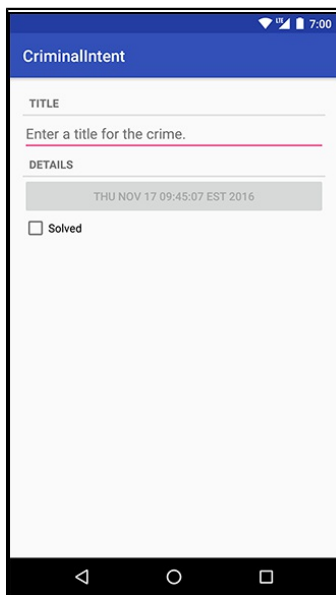 LTE 7:00
CriminalIntent
TITLE
Enter a title for the crime.
DETAILS
THU NOV 17 09:45:07 EST 2016
Solved